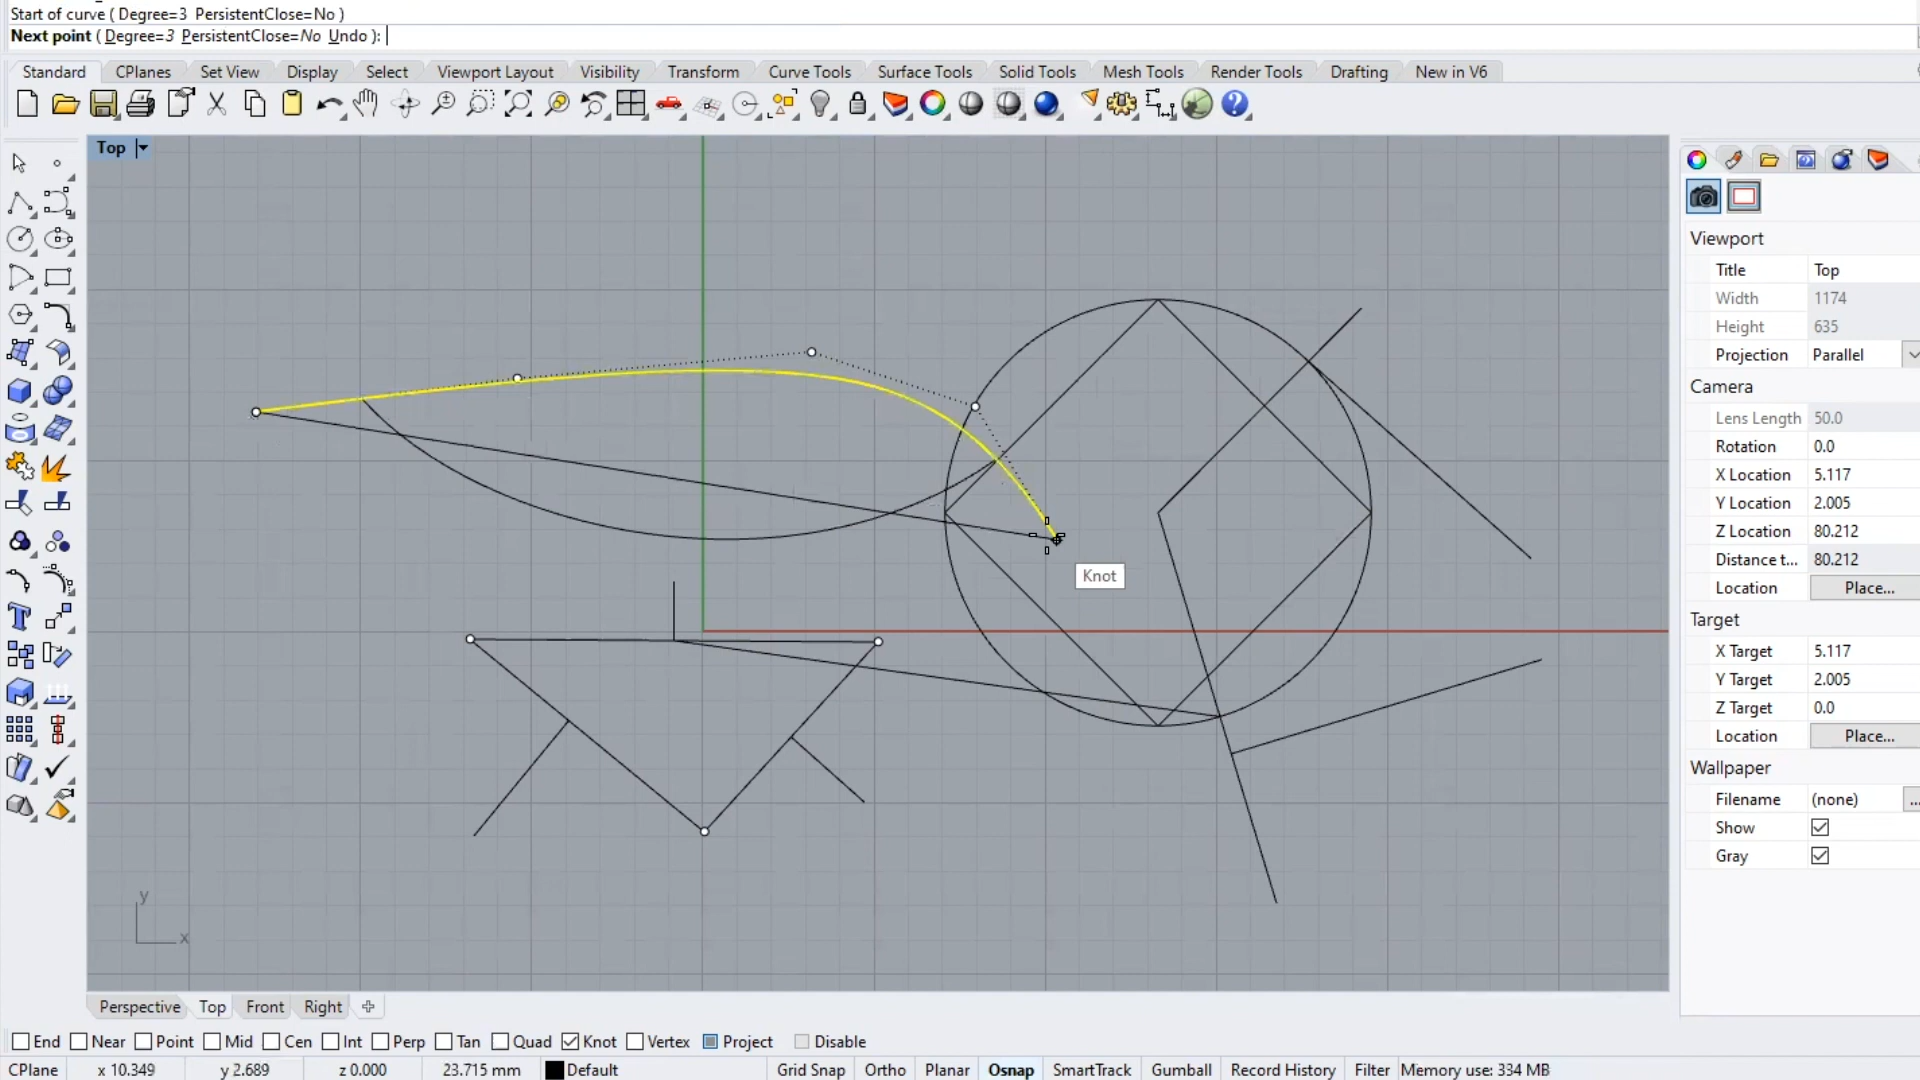 Start of curve ( Degree=3 PersistentClose=No )
Next point ( Degree=3 PersistentClose=No Undo ):
Standard CPlanes Set View Display Select Viewport Layout Visibility Transform Curve Tools Surface Tools Solid Tools Mesh Tools Render Tools Drafting New in V6
Top
Viewport
Title Top
Width 1174
Height 635
Projection Parallel
Camera
Lens Length 50.0
Rotation 0.0
X Location 5.117
Y Location 2.005
Z Location 80.212
Distance t... 80.212
Location Place...
Target
X Target 5.117
Y Target 2.005
Z Target 0.0
Location Place...
Wallpaper
Filename (none) ...
Show
Gray
Knot
y
x
Perspective Top Front Right
End Near Point Mid Cen Int Perp Tan Quad Knot Vertex Project Disable
CPlane x 10.349 y 2.689 z 0.000 23.715 mm Default Grid Snap Ortho Planar Osnap SmartTrack Gumball Record History Filter Memory use: 334 MB